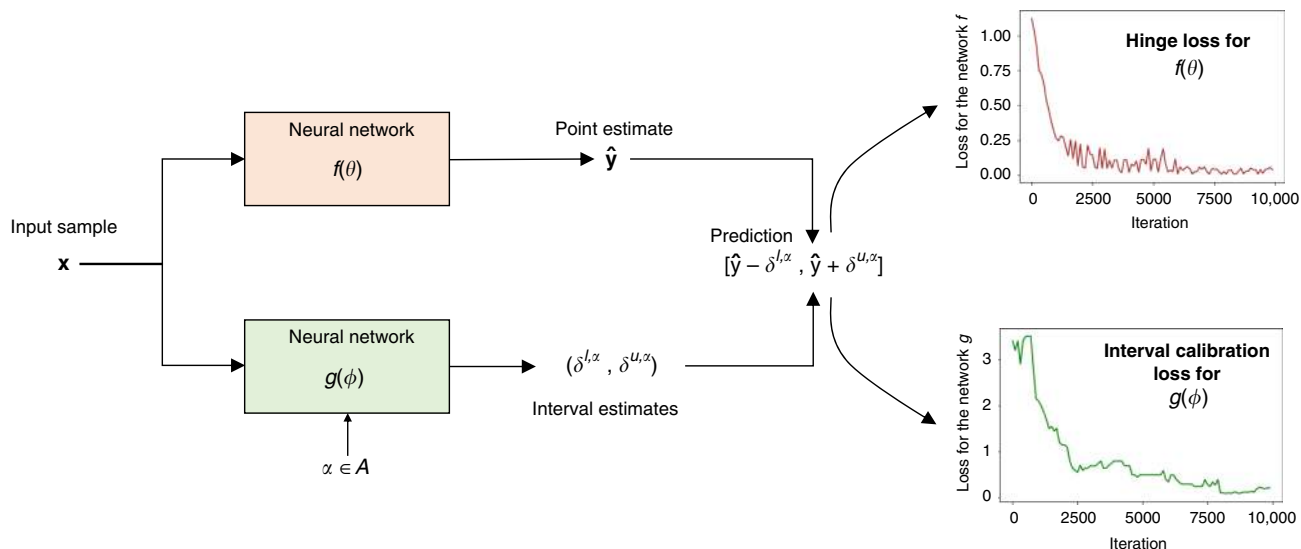 Input sample
x
Neural network
f(θ)
Point estimate
ŷ
Neural network
g(ϕ)
α ∈ A
(δ^{l,α} , δ^{u,α})
Interval estimates
Prediction
[ŷ − δ^{l,α} , ŷ + δ^{u,α}]
Loss for the network f
1.00
0.75
0.50
0.25
0.00
Hinge loss for
f(θ)
0 2500 5000 7500 10,000
Iteration
Loss for the network g
3
2
1
0
Interval calibration
loss for
g(ϕ)
0 2500 5000 7500 10,000
Iteration